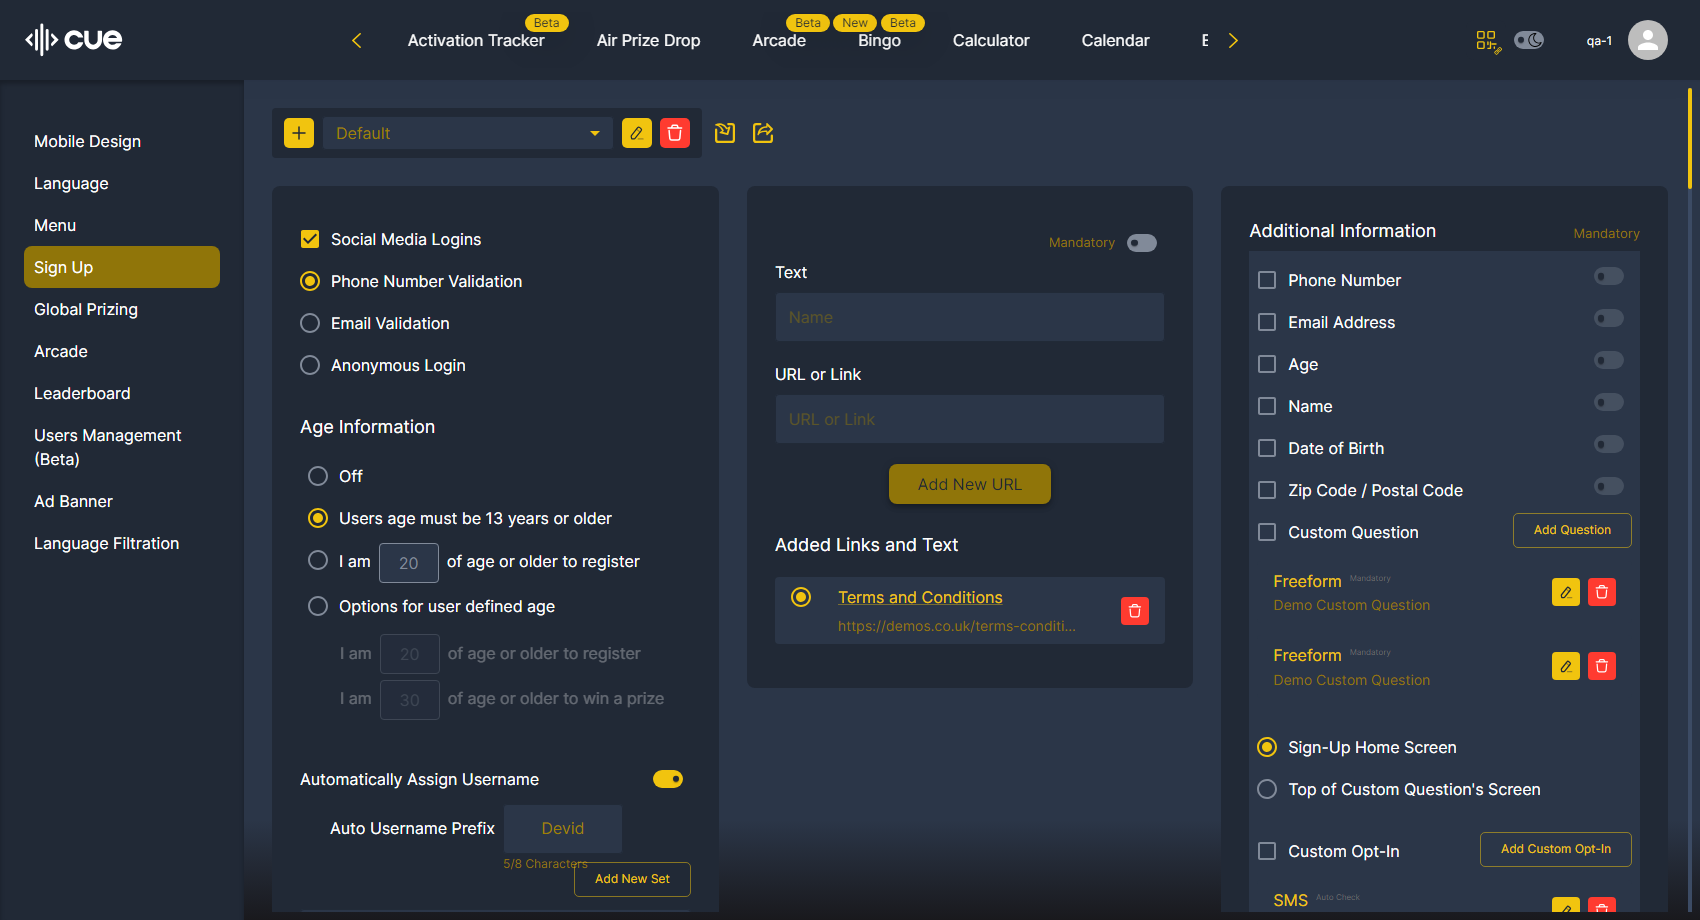 cue
Beta
Beta
New
Beta
Activation Tracker
Air Prize Drop
Arcade
Bingo
Calculator
Calendar
qa-1
Mobile Design
Language
Menu
Sign Up
Global Prizing
Arcade
Leaderboard
Users Management
(Beta)
Ad Banner
Language Filtration
Default
Social Media Logins
Phone Number Validation
Email Validation
Anonymous Login
Age Information
Off
Users age must be 13 years or older
I am 20 of age or older to register
Options for user defined age
I am 20 of age or older to register
I am 30 of age or older to win a prize
Automatically Assign Username
Auto Username Prefix Devid
5/8 Characters
Add New Set
Mandatory
Text
Name
URL or Link
URL or Link
Add New URL
Added Links and Text
Terms and Conditions
https://demos.co.uk/terms-conditi...
Additional Information Mandatory
Phone Number
Email Address
Age
Name
Date of Birth
Zip Code / Postal Code
Custom Question Add Question
Freeform Mandatory
Demo Custom Question
Freeform Mandatory
Demo Custom Question
Sign-Up Home Screen
Top of Custom Question's Screen
Custom Opt-In Add Custom Opt-In
SMS Auto Check